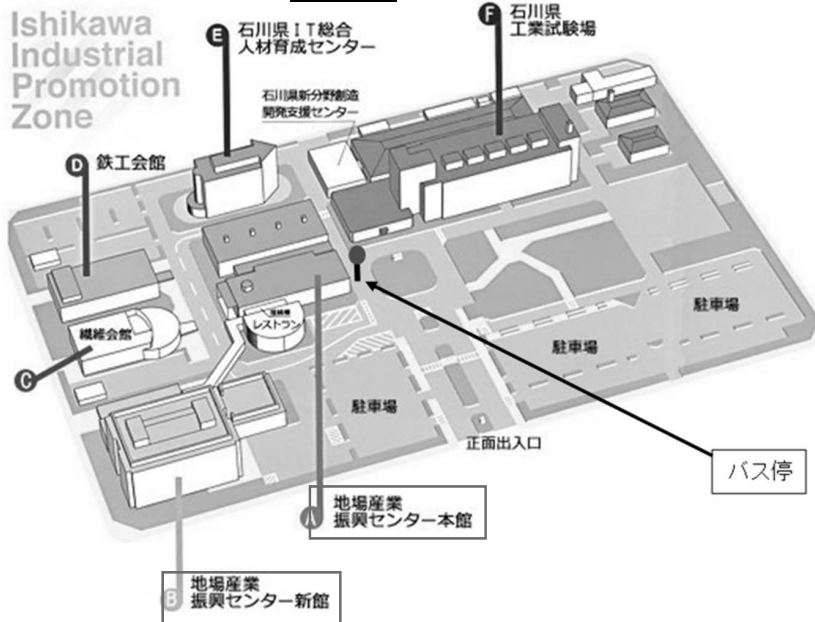 Ishikawa
Industrial
Promotion
Zone
E 石川県IT総合
人材育成センター
F 石川県
工業試験場
石川県新分野創造
開発支援センター
D 鉄工会館
繊維会館
C
レストラン
駐車場
駐車場
駐車場
正面出入口
バス停
A 地場産業
振興センター本館
B 地場産業
振興センター新館